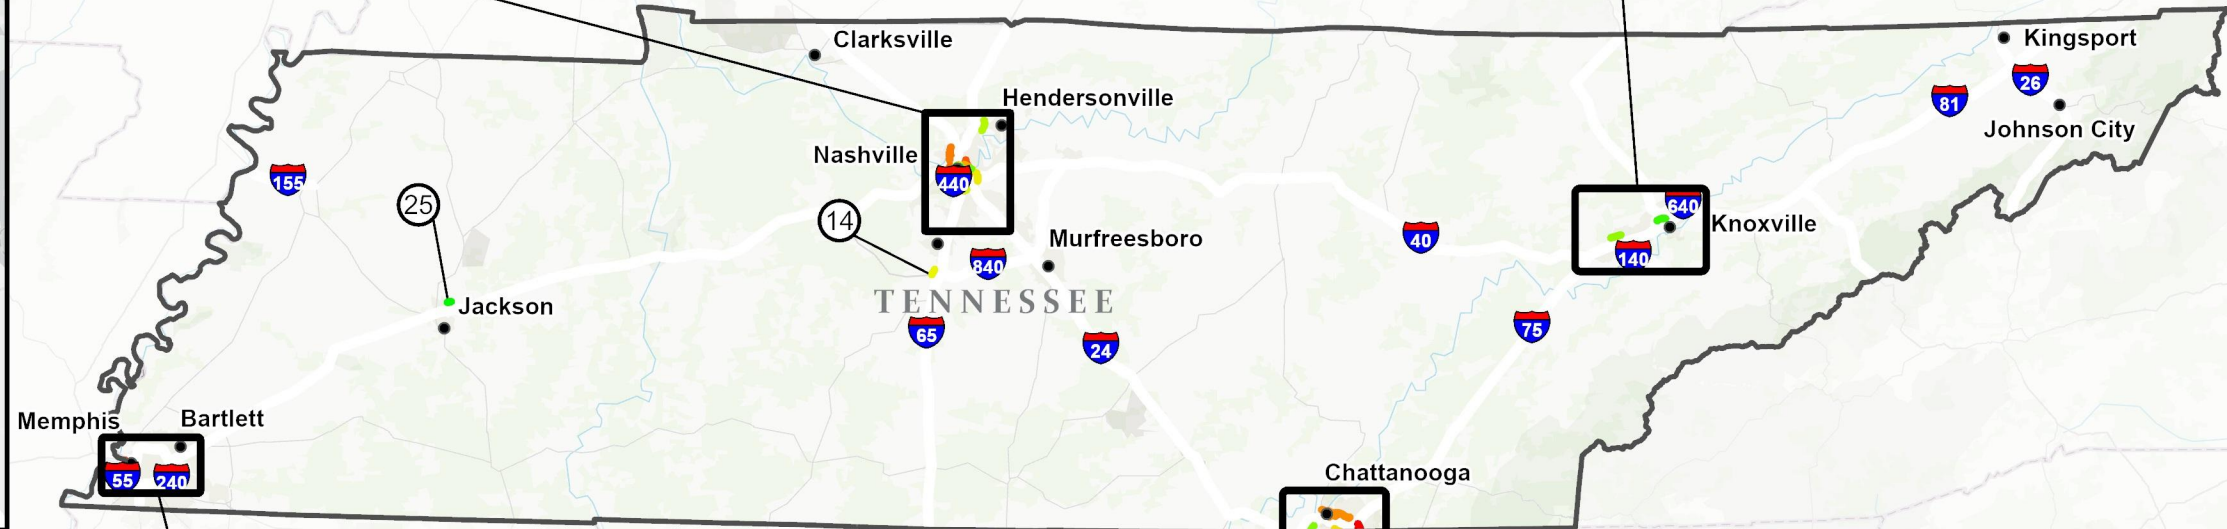 Clarksville
Kingsport
26
81
Johnson City
Hendersonville
Nashville
440
155
25
14
640
Knoxville
140
40
Murfreesboro
840
TENNESSEE
Jackson
65
75
24
Memphis
Bartlett
55
240
Chattanooga